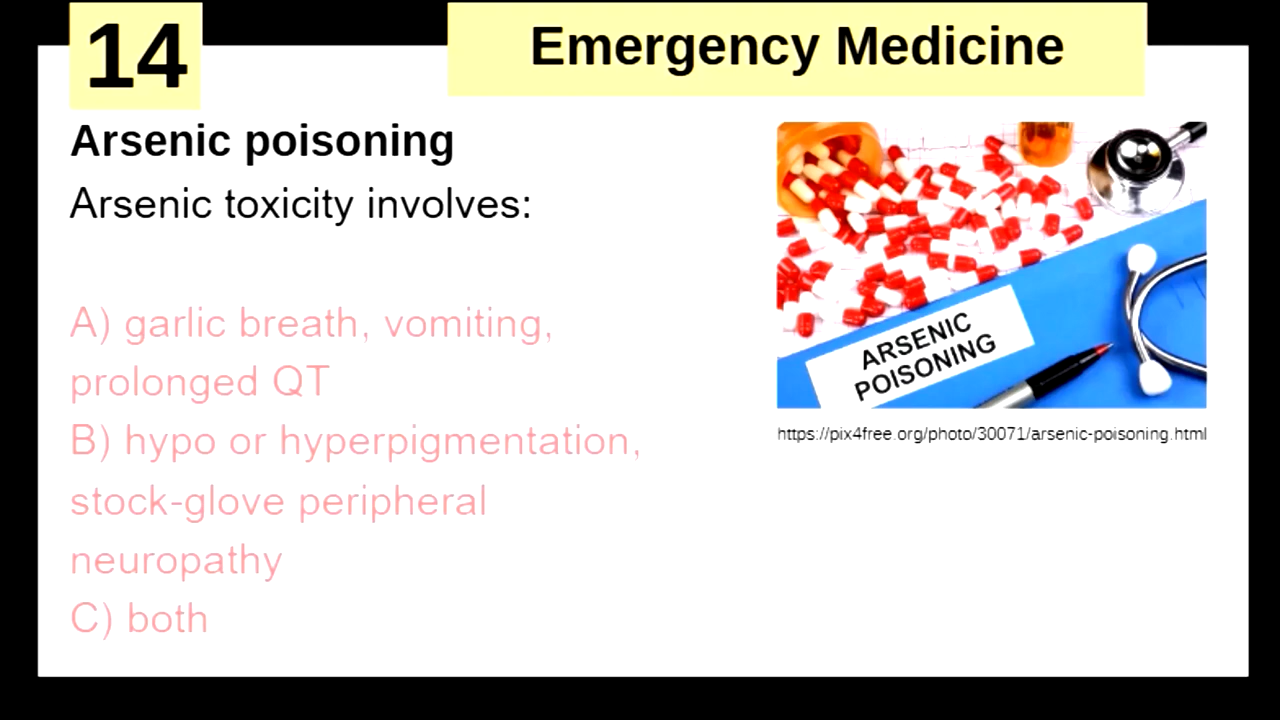 14
Emergency Medicine
Arsenic poisoning
Arsenic toxicity involves:
A) garlic breath, vomiting,
prolonged QT
B) hypo or hyperpigmentation,
stock-glove peripheral
neuropathy
C) both
ARSENIC
POISONING
https://pix4free.org/photo/30071/arsenic-poisoning.html